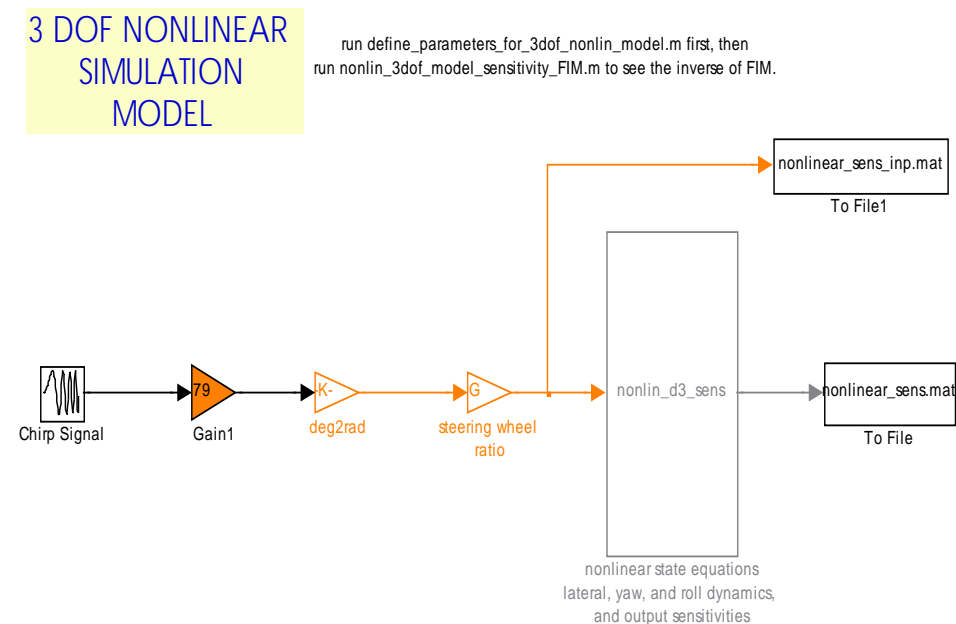 3 DOF NONLINEAR
SIMULATION
MODEL
run define_parameters_for_3dof_nonlin_model.m first, then
run nonlin_3dof_model_sensitivity_FIM.m to see the inverse of FIM.
nonlinear_sens_inp.mat
To File1
79
-K-
G
nonlin_d3_sens
nonlinear_sens.mat
Chirp Signal
Gain1
deg2rad
steering wheel
ratio
To File
nonlinear state equations
lateral, yaw, and roll dynamics,
and output sensitivities